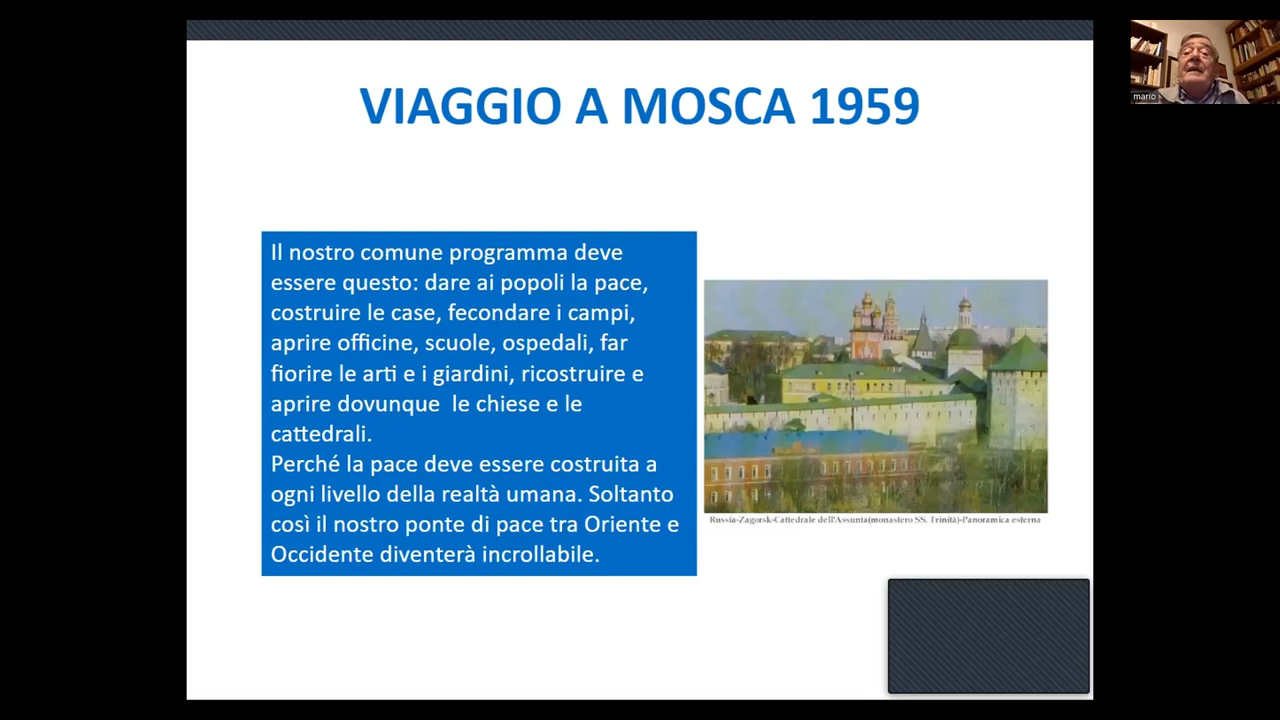 VIAGGIO A MOSCA 1959
mario
Il nostro comune programma deve
essere questo: dare ai popoli la pace,
costruire le case, fecondare i campi,
aprire officine, scuole, ospedali, far
fiorire le arti e i giardini, ricostruire e
aprire dovunque  le chiese e le
cattedrali.
Perché la pace deve essere costruita a
ogni livello della realtà umana. Soltanto
così il nostro ponte di pace tra Oriente e
Occidente diventerà incrollabile.
Russia-Zagorsk-Cattedrale dell'Assunta(monastero SS. Trinità)-Panoramica esterna